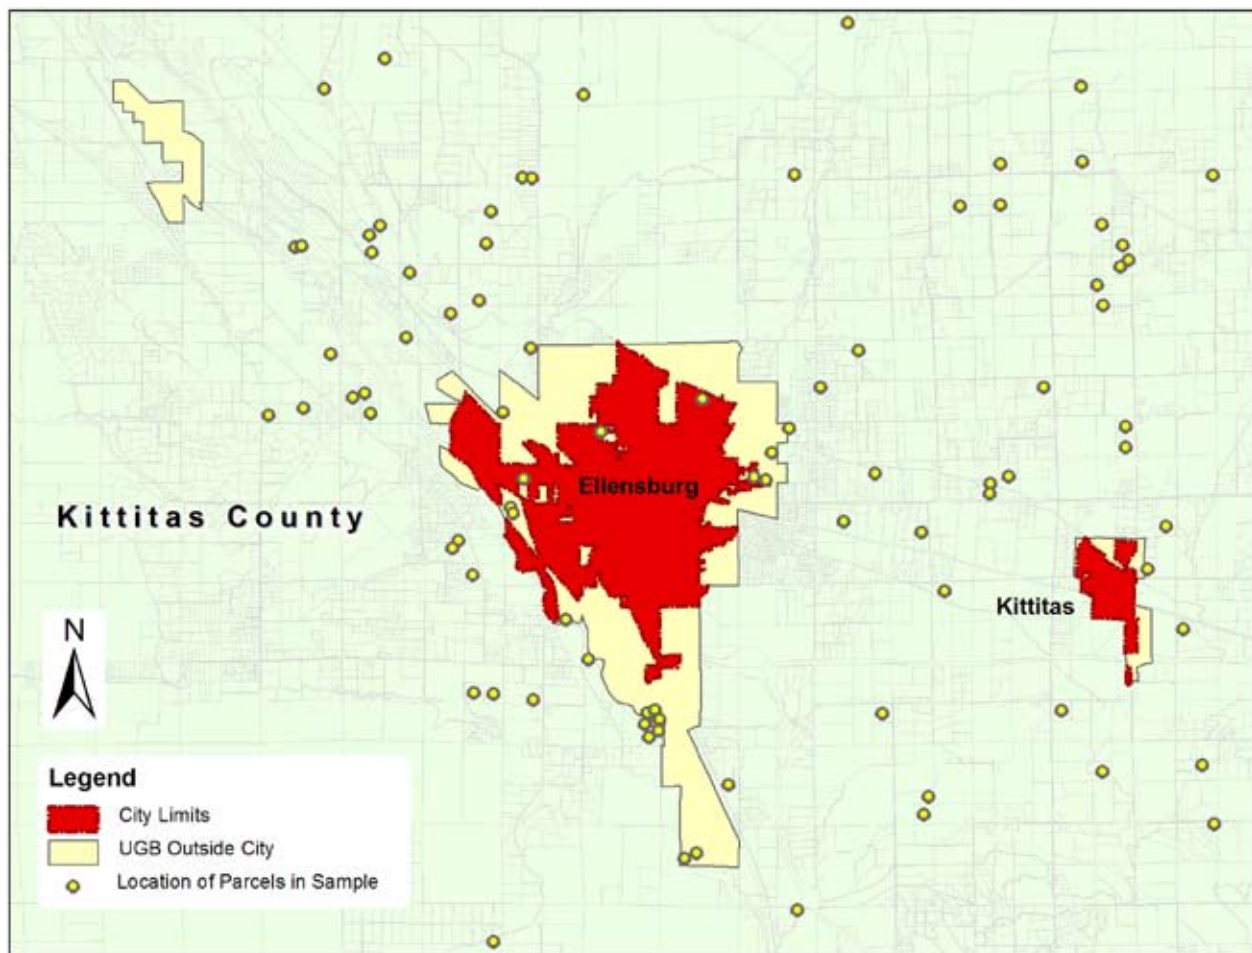 Ellensburg
Kittitas County
Kittitas
N
Legend
City Limits
UGB Outside City
Location of Parcels in Sample